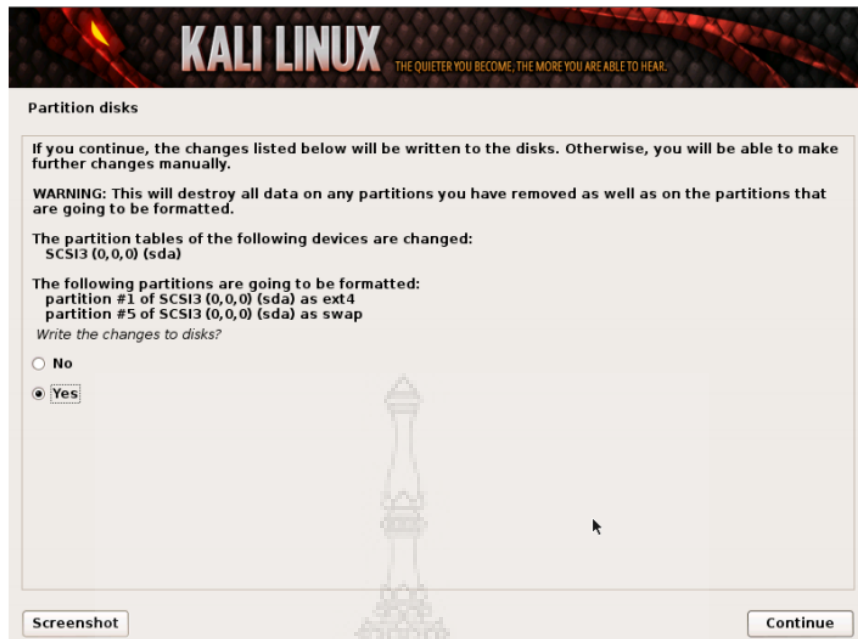 KALI LINUX
THE QUIETER YOU BECOME, THE MORE YOU ARE ABLE TO HEAR.
Partition disks
If you continue, the changes listed below will be written to the disks. Otherwise, you will be able to make
further changes manually.
WARNING: This will destroy all data on any partitions you have removed as well as on the partitions that
are going to be formatted.
The partition tables of the following devices are changed:
SCSI3 (0,0,0) (sda)
The following partitions are going to be formatted:
partition #1 of SCSI3 (0,0,0) (sda) as ext4
partition #5 of SCSI3 (0,0,0) (sda) as swap
Write the changes to disks?
No
Yes
Screenshot
Continue